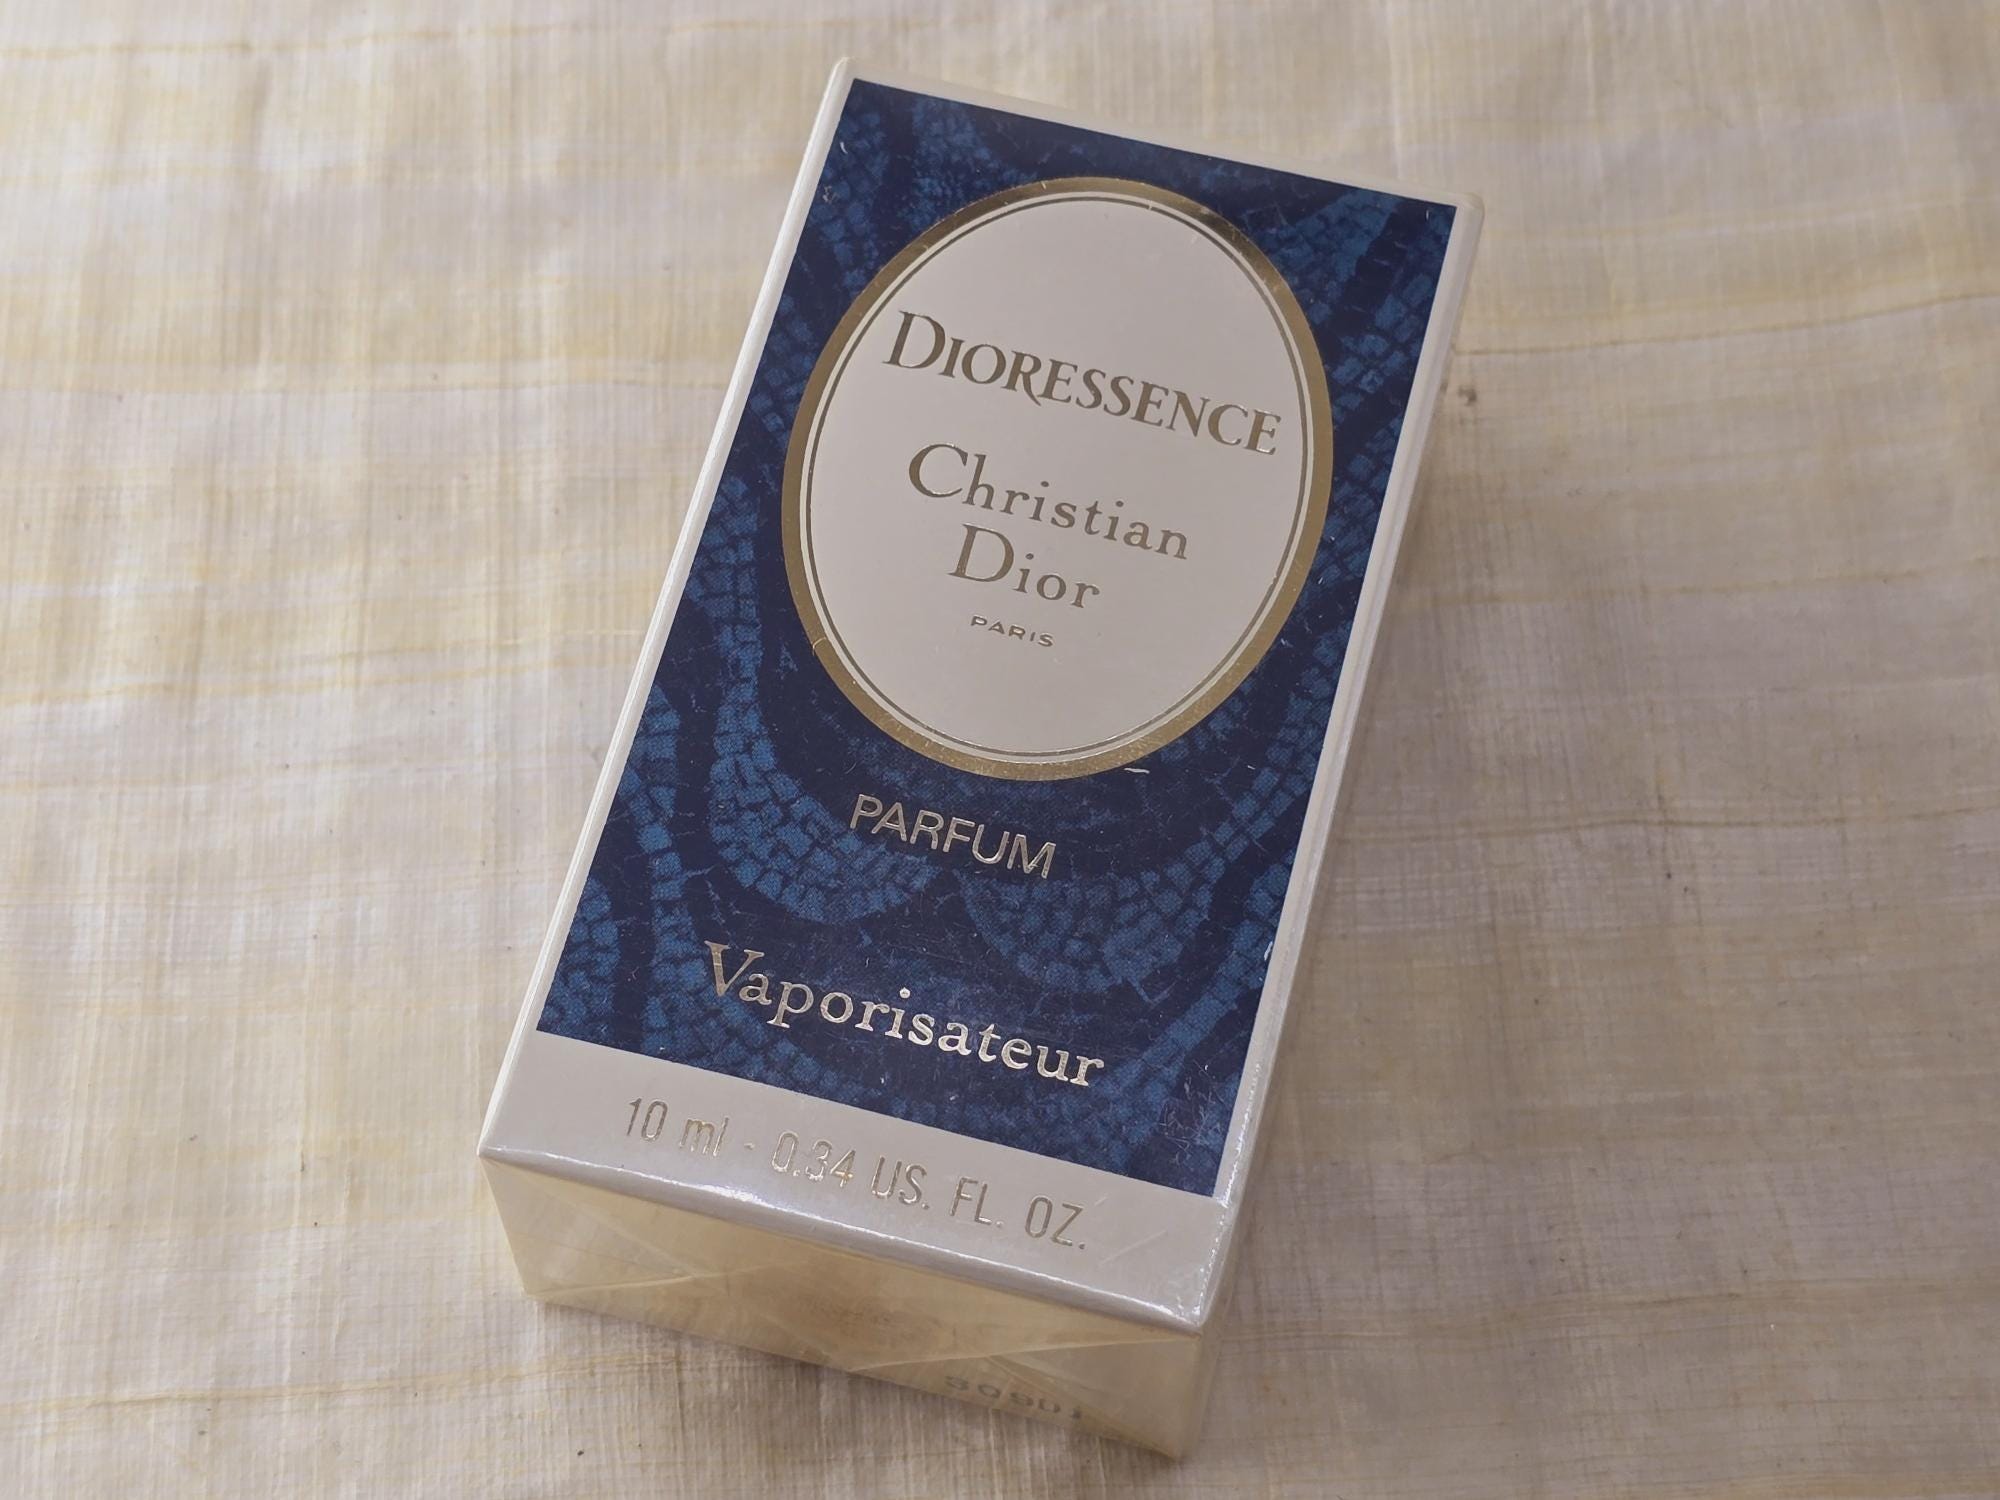 DIORESSENCE
Christian
Dior
PARIS
PARFUM
Vaporisateur
10 ml - 0.34 US. FL. OZ.